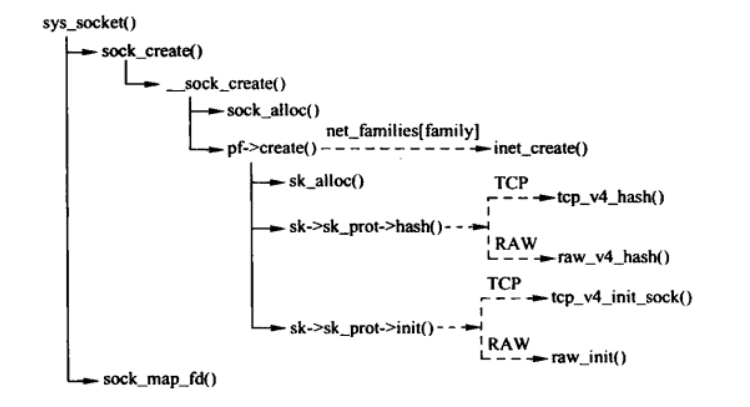 sys_socket()
sock_create()
__sock_create()
sock_alloc()
net_families[family]
pf->create()
inet_create()
sk_alloc()
TCP
tcp_v4_hash()
sk->sk_prot->hash()
RAW
raw_v4_hash()
TCP
tcp_v4_init_sock()
sk->sk_prot->init()
RAW
raw_init()
sock_map_fd()